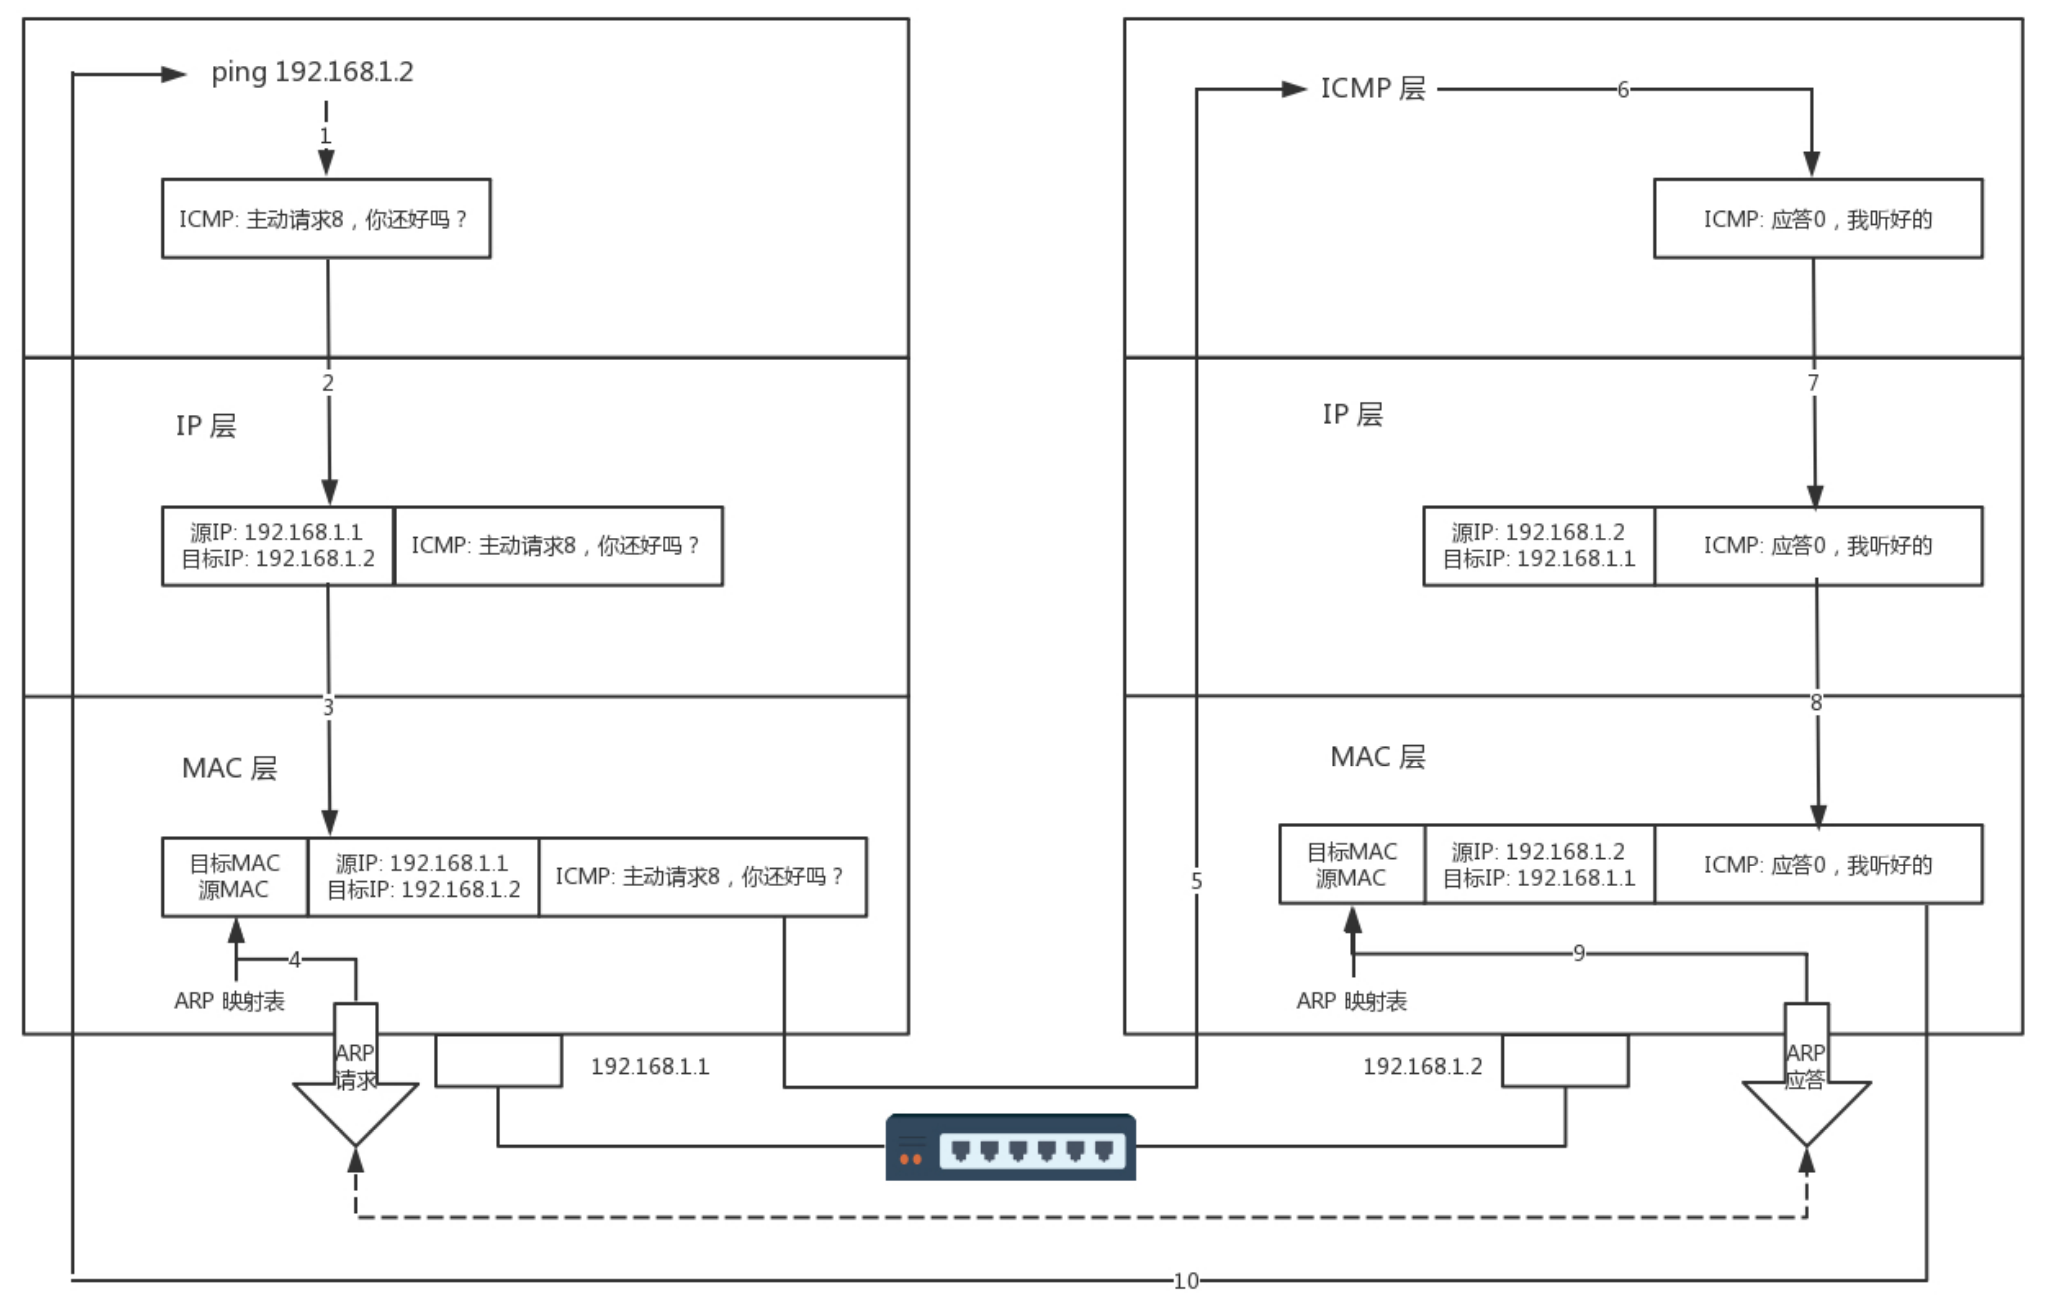 ping 192.168.1.2
1
ICMP: 主动请求8，你还好吗？
2
IP 层
源IP: 192.168.1.1
目标IP: 192.168.1.2
ICMP: 主动请求8，你还好吗？
3
MAC 层
目标MAC
源MAC
源IP: 192.168.1.1
目标IP: 192.168.1.2
ICMP: 主动请求8，你还好吗？
4
ARP 映射表
ARP
请求
192.168.1.1
5
ICMP 层
6
ICMP: 应答0，我听好的
7
IP 层
源IP: 192.168.1.2
目标IP: 192.168.1.1
ICMP: 应答0，我听好的
8
MAC 层
目标MAC
源MAC
源IP: 192.168.1.2
目标IP: 192.168.1.1
ICMP: 应答0，我听好的
9
ARP 映射表
192.168.1.2
ARP
应答
10